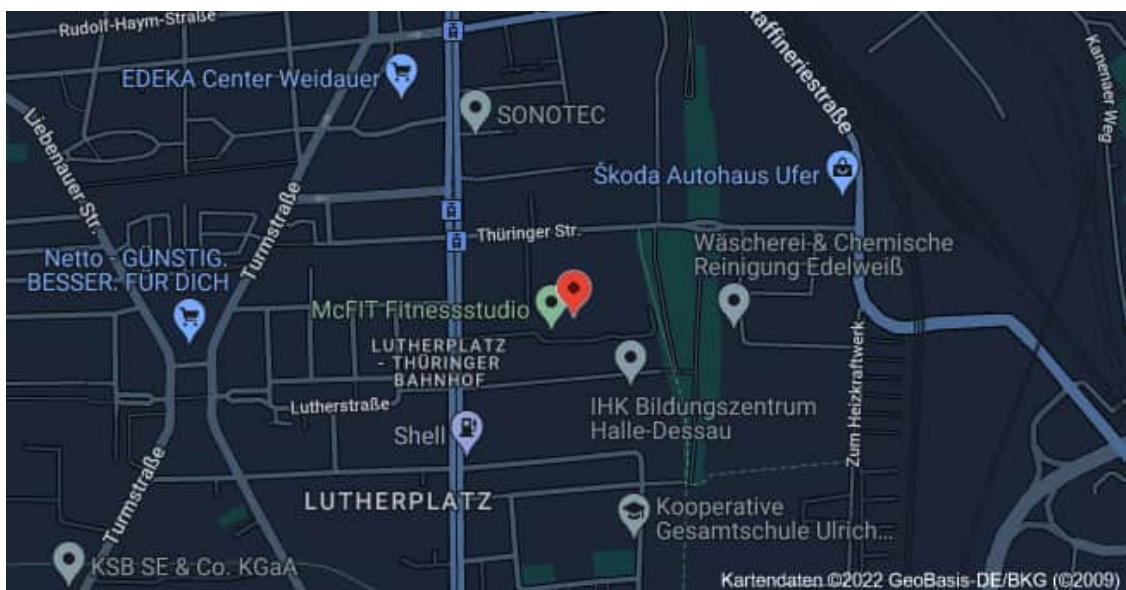 Rudolf-Haym-Straße
EDEKA Center Weidauer
SONOTEC
Raffineriestraße
Kanenaer Weg
Liebenauer Str.
Turmstraße
Škoda Autohaus Ufer
Thüringer Str.
Wäscherei & Chemische
Reinigung Edelweiß
Netto - GÜNSTIG.
BESSER. FÜR DICH
McFIT Fitnessstudio
LUTHERPLATZ
- THÜRINGER
BAHNHOF
Lutherstraße
IHK Bildungszentrum
Halle-Dessau
Zum Heizkraftwerk
Shell
LUTHERPLATZ
Turmstraße
Kooperative
Gesamtschule Ulrich...
KSB SE & Co. KGaA
Kartendaten ©2022 GeoBasis-DE/BKG (©2009)